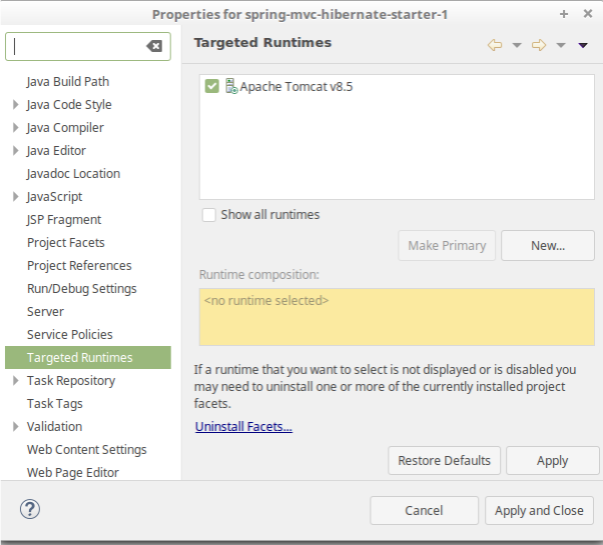 Properties for spring-mvc-hibernate-starter-1
Targeted Runtimes
Java Build Path
Java Code Style
Java Compiler
Java Editor
Javadoc Location
JavaScript
JSP Fragment
Project Facets
Project References
Run/Debug Settings
Server
Service Policies
Targeted Runtimes
Task Repository
Task Tags
Validation
Web Content Settings
Web Page Editor
Apache Tomcat v8.5
Show all runtimes
Make Primary
New...
Runtime composition:
<no runtime selected>
If a runtime that you want to select is not displayed or is disabled you
may need to uninstall one or more of the currently installed project
facets.
Uninstall Facets...
Restore Defaults
Apply
?
Cancel
Apply and Close